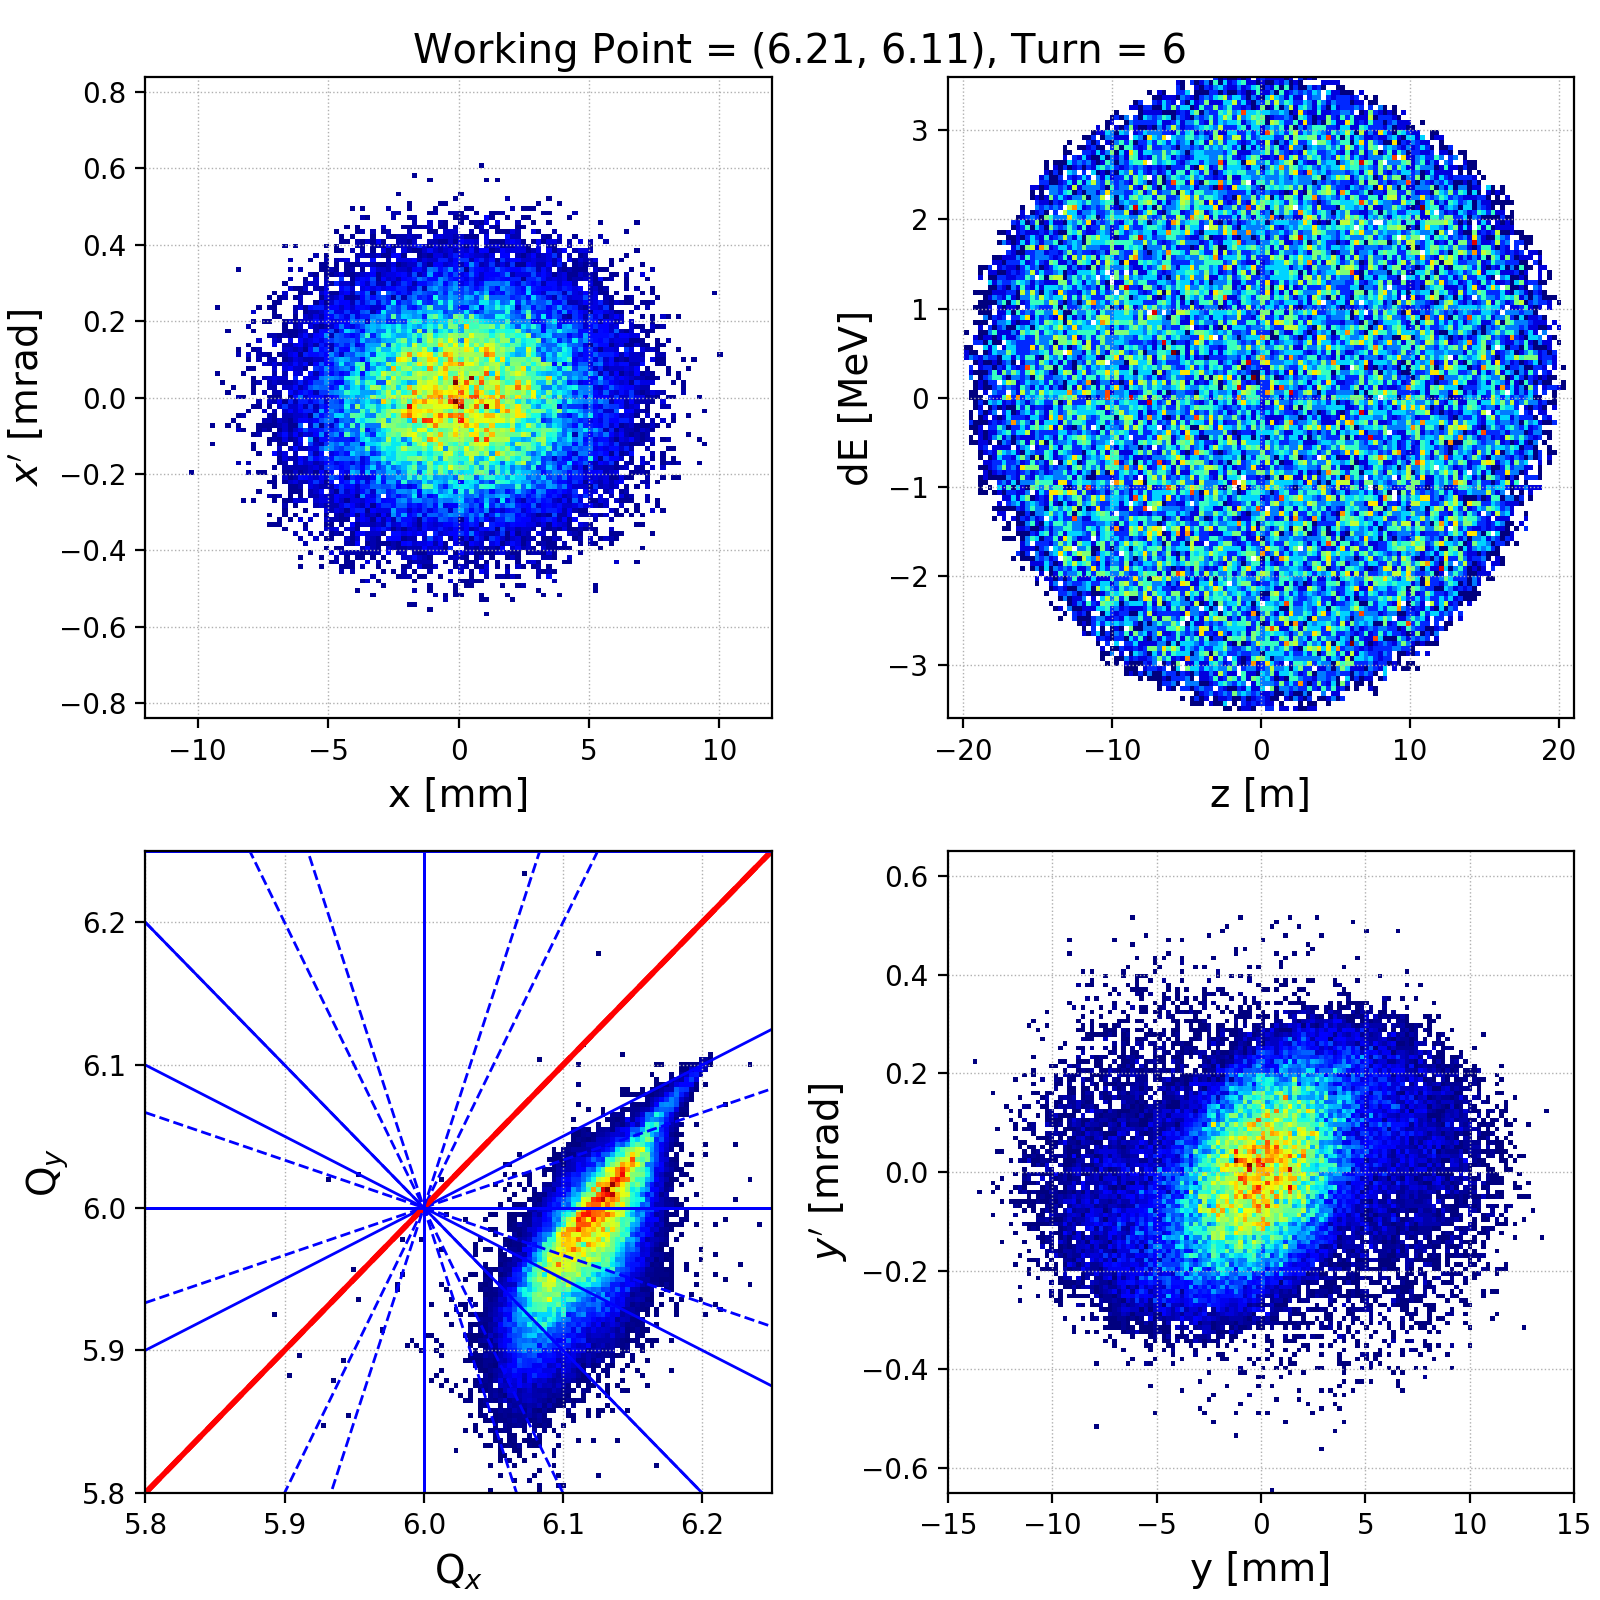 Working Point = (6.21, 6.11), Turn = 6
0.8
0.6
0.4
0.2
0.0
−0.2
−0.4
−0.6
−0.8
x′ [mrad]
−10 −5 0 5 10
x [mm]
3
2
1
0
−1
−2
−3
dE [MeV]
−20 −10 0 10 20
z [m]
6.2
6.1
6.0
5.9
5.8
Qy
5.8 5.9 6.0 6.1 6.2
Qx
0.6
0.4
0.2
0.0
−0.2
−0.4
−0.6
y′ [mrad]
−15 −10 −5 0 5 10 15
y [mm]